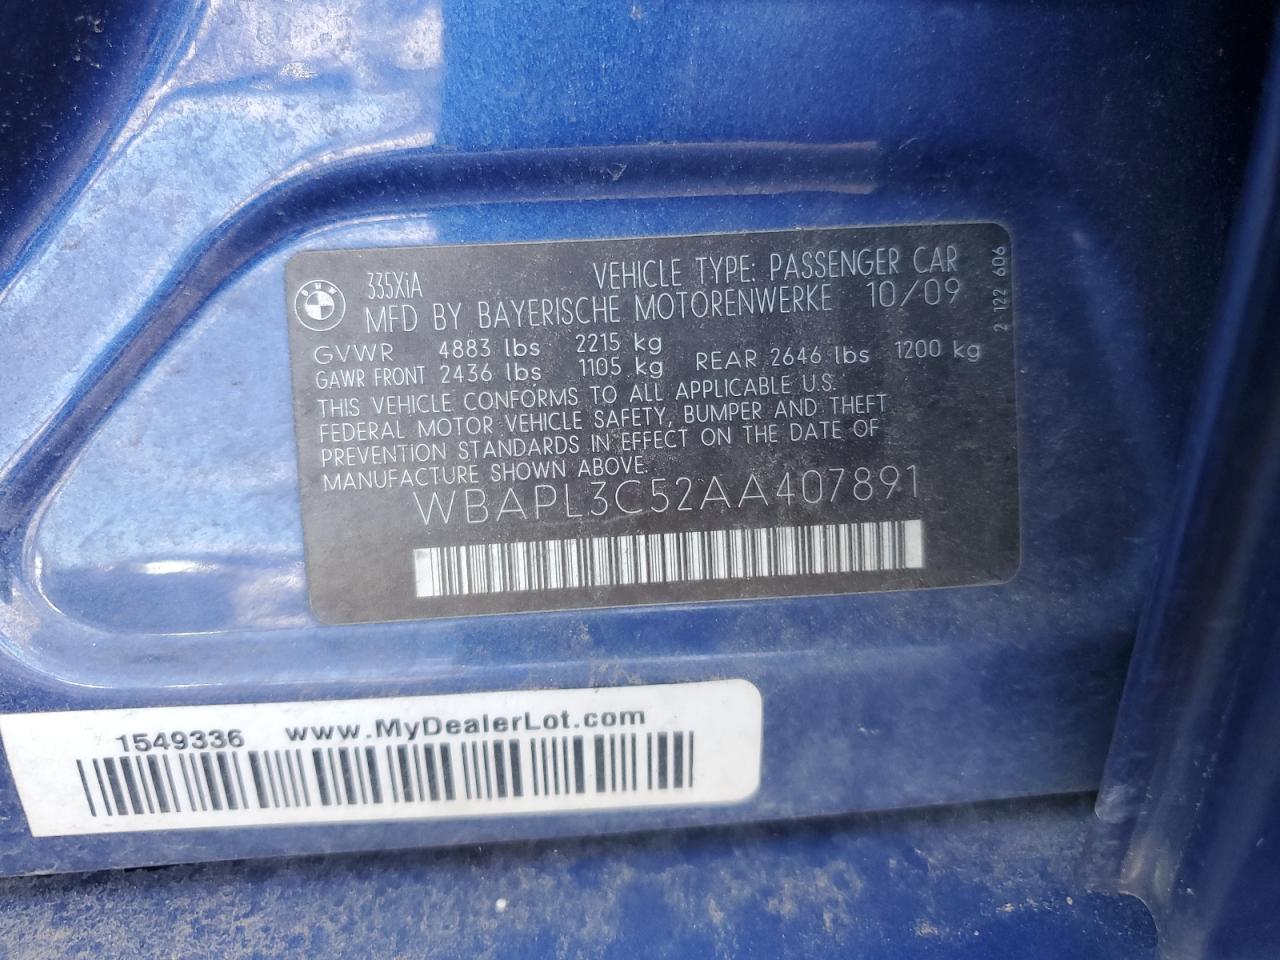 335XiA VEHICLE TYPE: PASSENGER CAR
BMW MFD BY BAYERISCHE MOTORENWERKE 10/09
2 122 606
GVWR 4883 lbs 2215 kg
GAWR FRONT 2436 lbs 1105 kg REAR 2646 lbs 1200 kg
THIS VEHICLE CONFORMS TO ALL APPLICABLE U.S.
FEDERAL MOTOR VEHICLE SAFETY, BUMPER AND THEFT
PREVENTION STANDARDS IN EFFECT ON THE DATE OF
MANUFACTURE SHOWN ABOVE.
WBAPL3C52AA407891
1549336 www.MyDealerLot.com